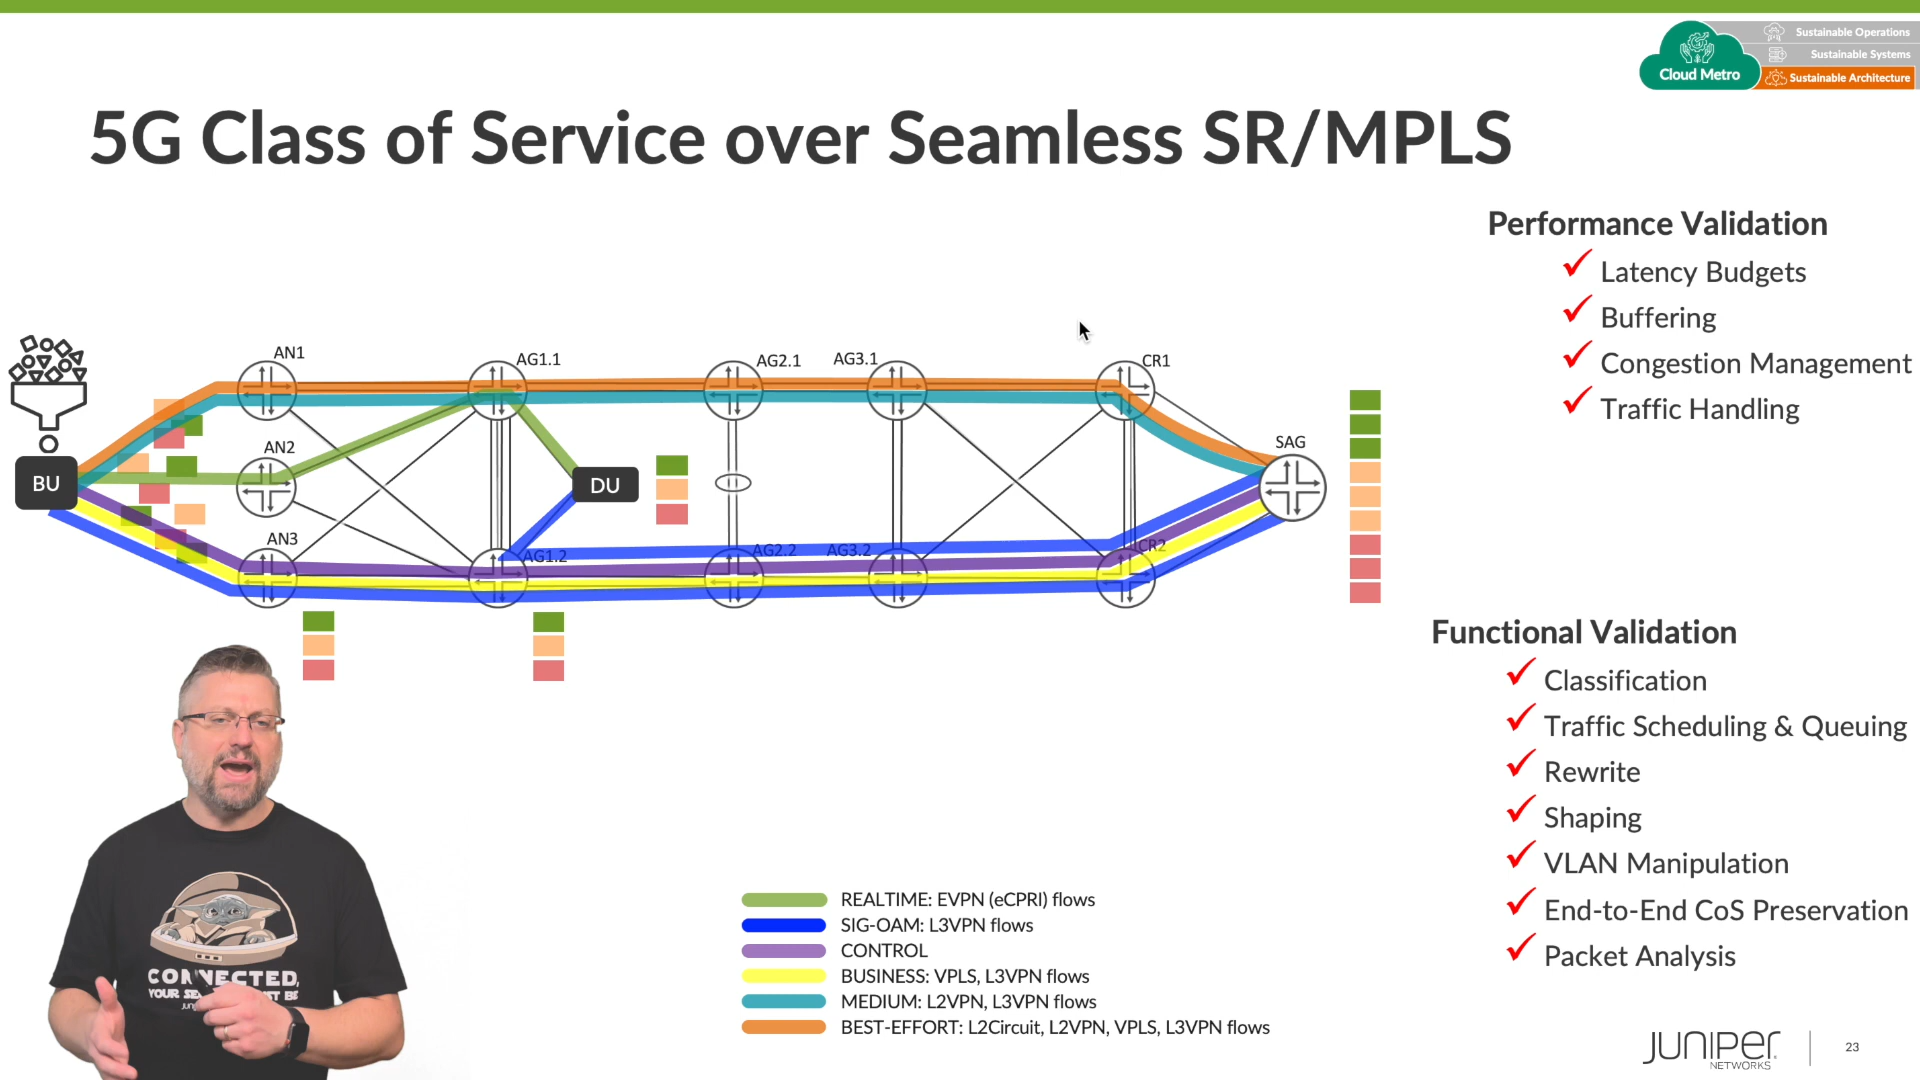 Sustainable Operations
Sustainable Systems
Cloud Metro
Sustainable Architecture
5G Class of Service over Seamless SR/MPLS
Performance Validation
Latency Budgets
Buffering
Congestion Management
Traffic Handling
AN1
AG1.1
AG2.1
AG3.1
CR1
AN2
SAG
BU
DU
AN3
AG1.2
AG2.2
AG3.2
CR2
Functional Validation
Classification
Traffic Scheduling & Queuing
Rewrite
Shaping
VLAN Manipulation
End-to-End CoS Preservation
Packet Analysis
REALTIME: EVPN (eCPRI) flows
SIG-OAM: L3VPN flows
CONTROL
BUSINESS: VPLS, L3VPN flows
MEDIUM: L2VPN, L3VPN flows
BEST-EFFORT: L2Circuit, L2VPN, VPLS, L3VPN flows
CONNECTED,
YOUR BE
JUNIPER
NETWORKS
23